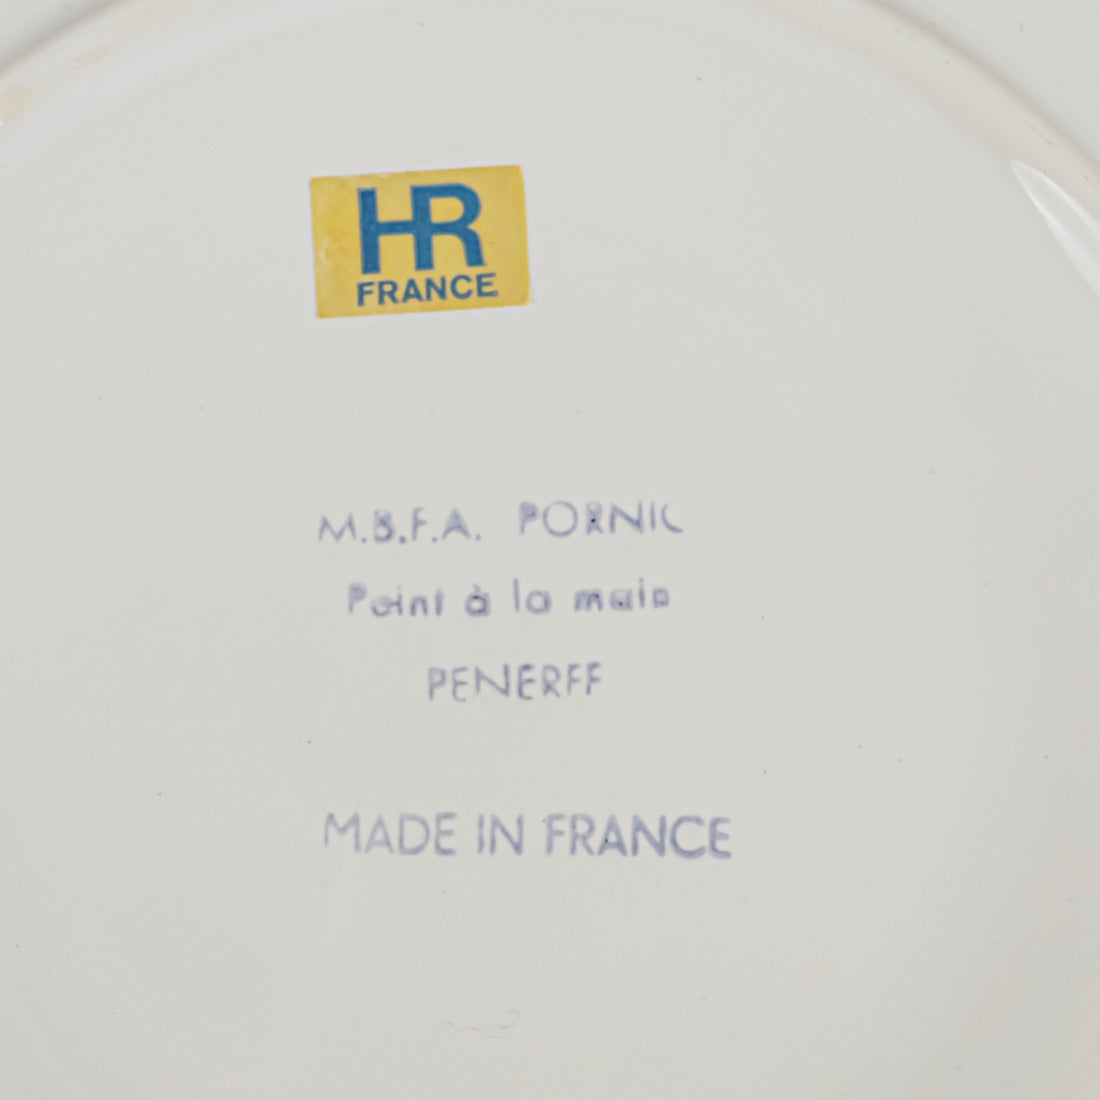 HR
FRANCE
M.B.F.A. PORNIC
Peint à la main
PENERFF
MADE IN FRANCE